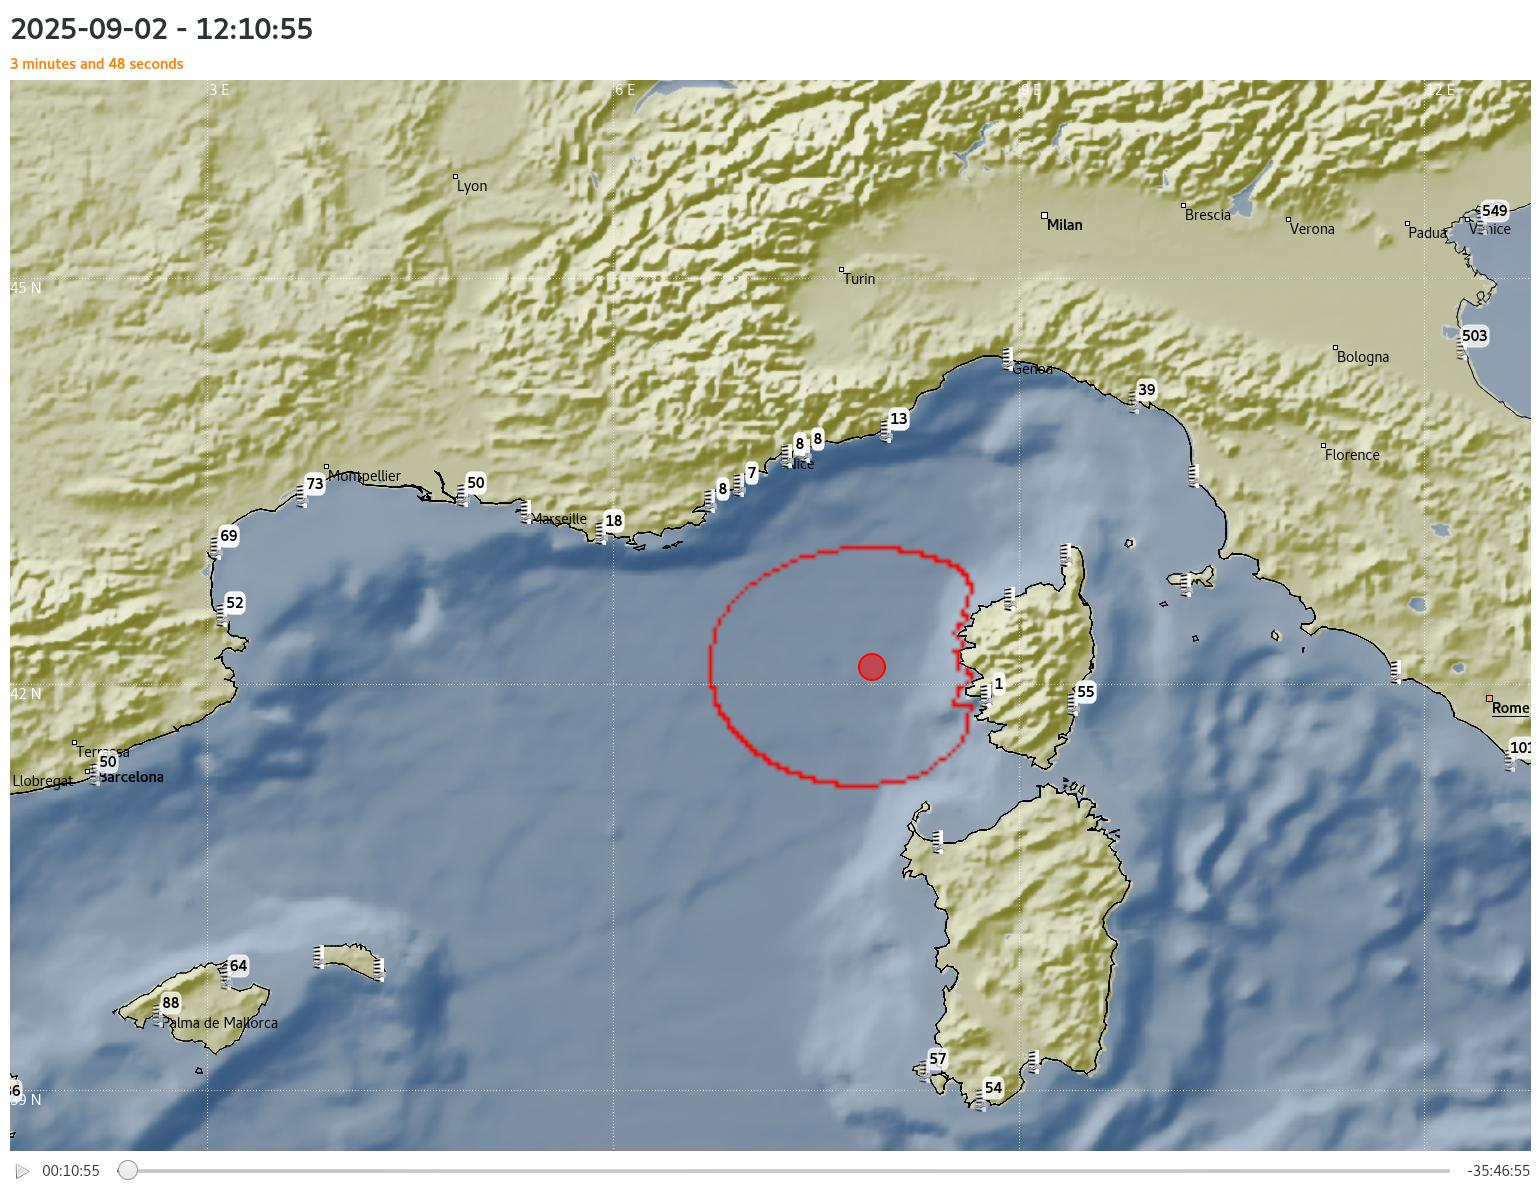 2025-09-02 - 12:10:55
3 minutes and 48 seconds
3 E
6 E
9 E
12 E
Lyon
Milan
Brescia
Verona
Padua
549
Venice
Turin
45 N
503
Bologna
Genoa
39
13
8
8
Nice
Florence
7
8
Montpellier
73
50
Marseille
18
69
52
1
55
42 N
Rome
Terrassa
50
Barcelona
Llobregat
101
64
88
Palma de Mallorca
57
54
36
39 N
00:10:55
-35:46:55